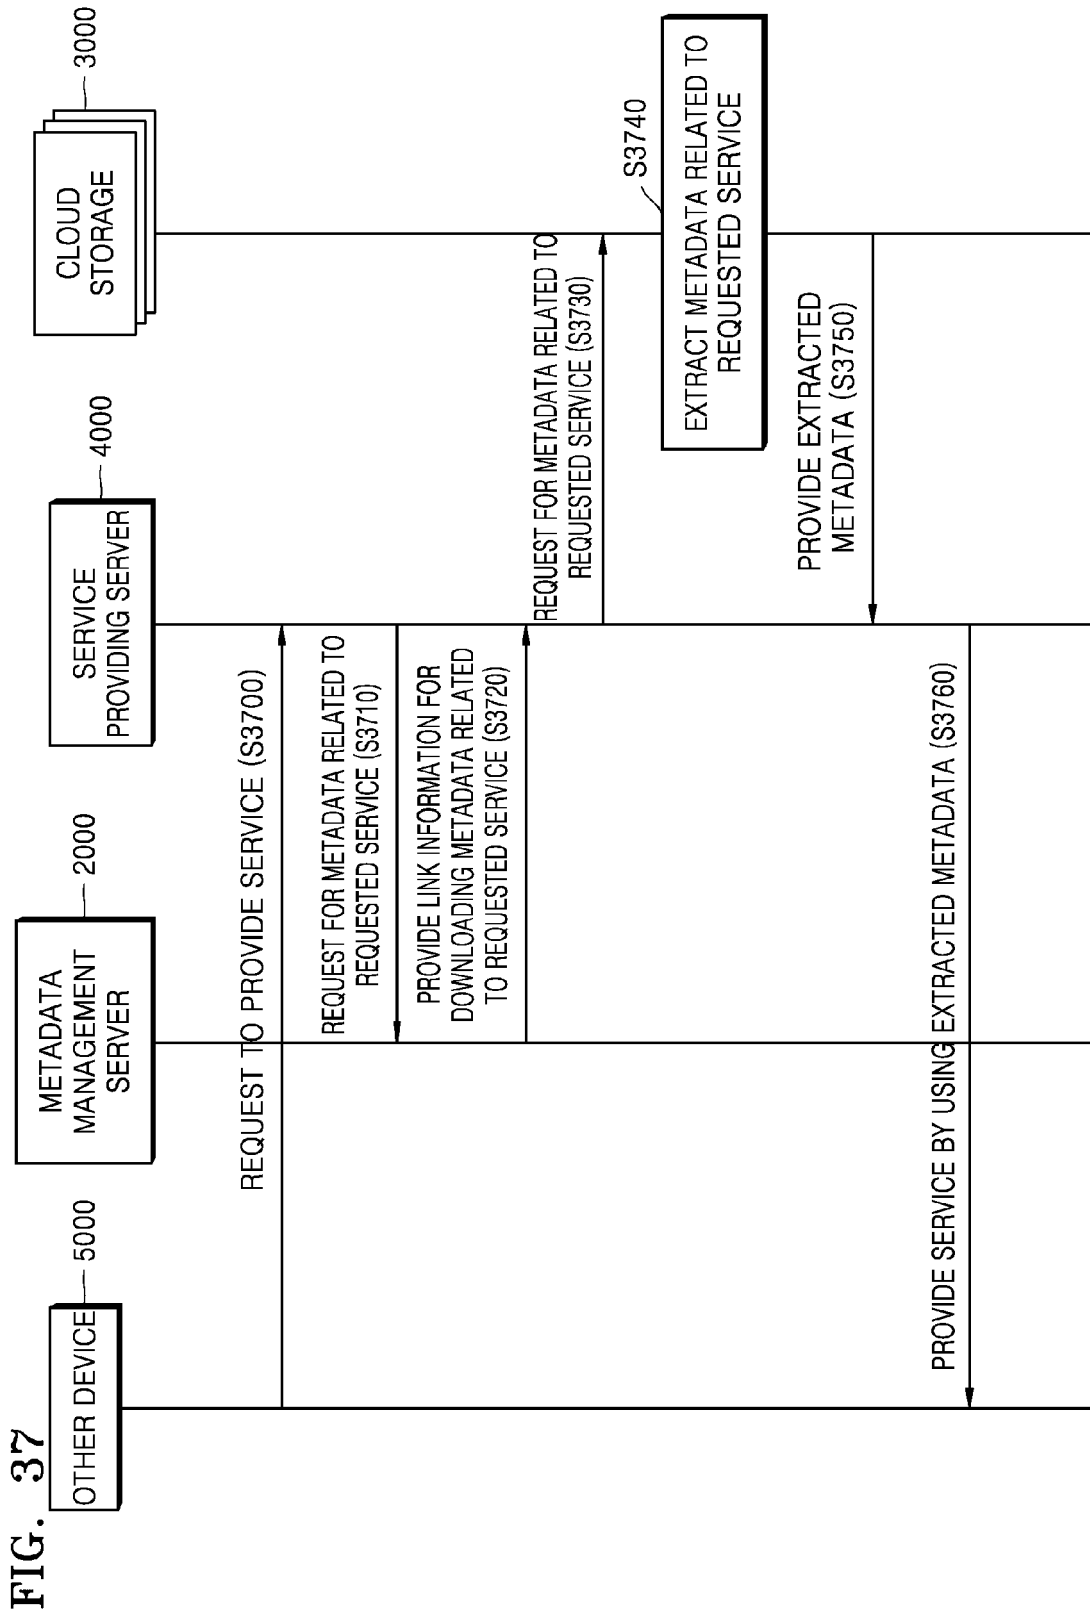 FIG. 37
OTHER DEVICE
5000
METADATA
MANAGEMENT
SERVER
2000
SERVICE
PROVIDING SERVER
4000
CLOUD
STORAGE
3000
REQUEST TO PROVIDE SERVICE (S3700)
REQUEST FOR METADATA RELATED TO
REQUESTED SERVICE (S3710)
PROVIDE LINK INFORMATION FOR
DOWNLOADING METADATA RELATED
TO REQUESTED SERVICE (S3720)
REQUEST FOR METADATA RELATED TO
REQUESTED SERVICE (S3730)
S3740
EXTRACT METADATA RELATED TO
REQUESTED SERVICE
PROVIDE EXTRACTED
METADATA (S3750)
PROVIDE SERVICE BY USING EXTRACTED METADATA (S3760)